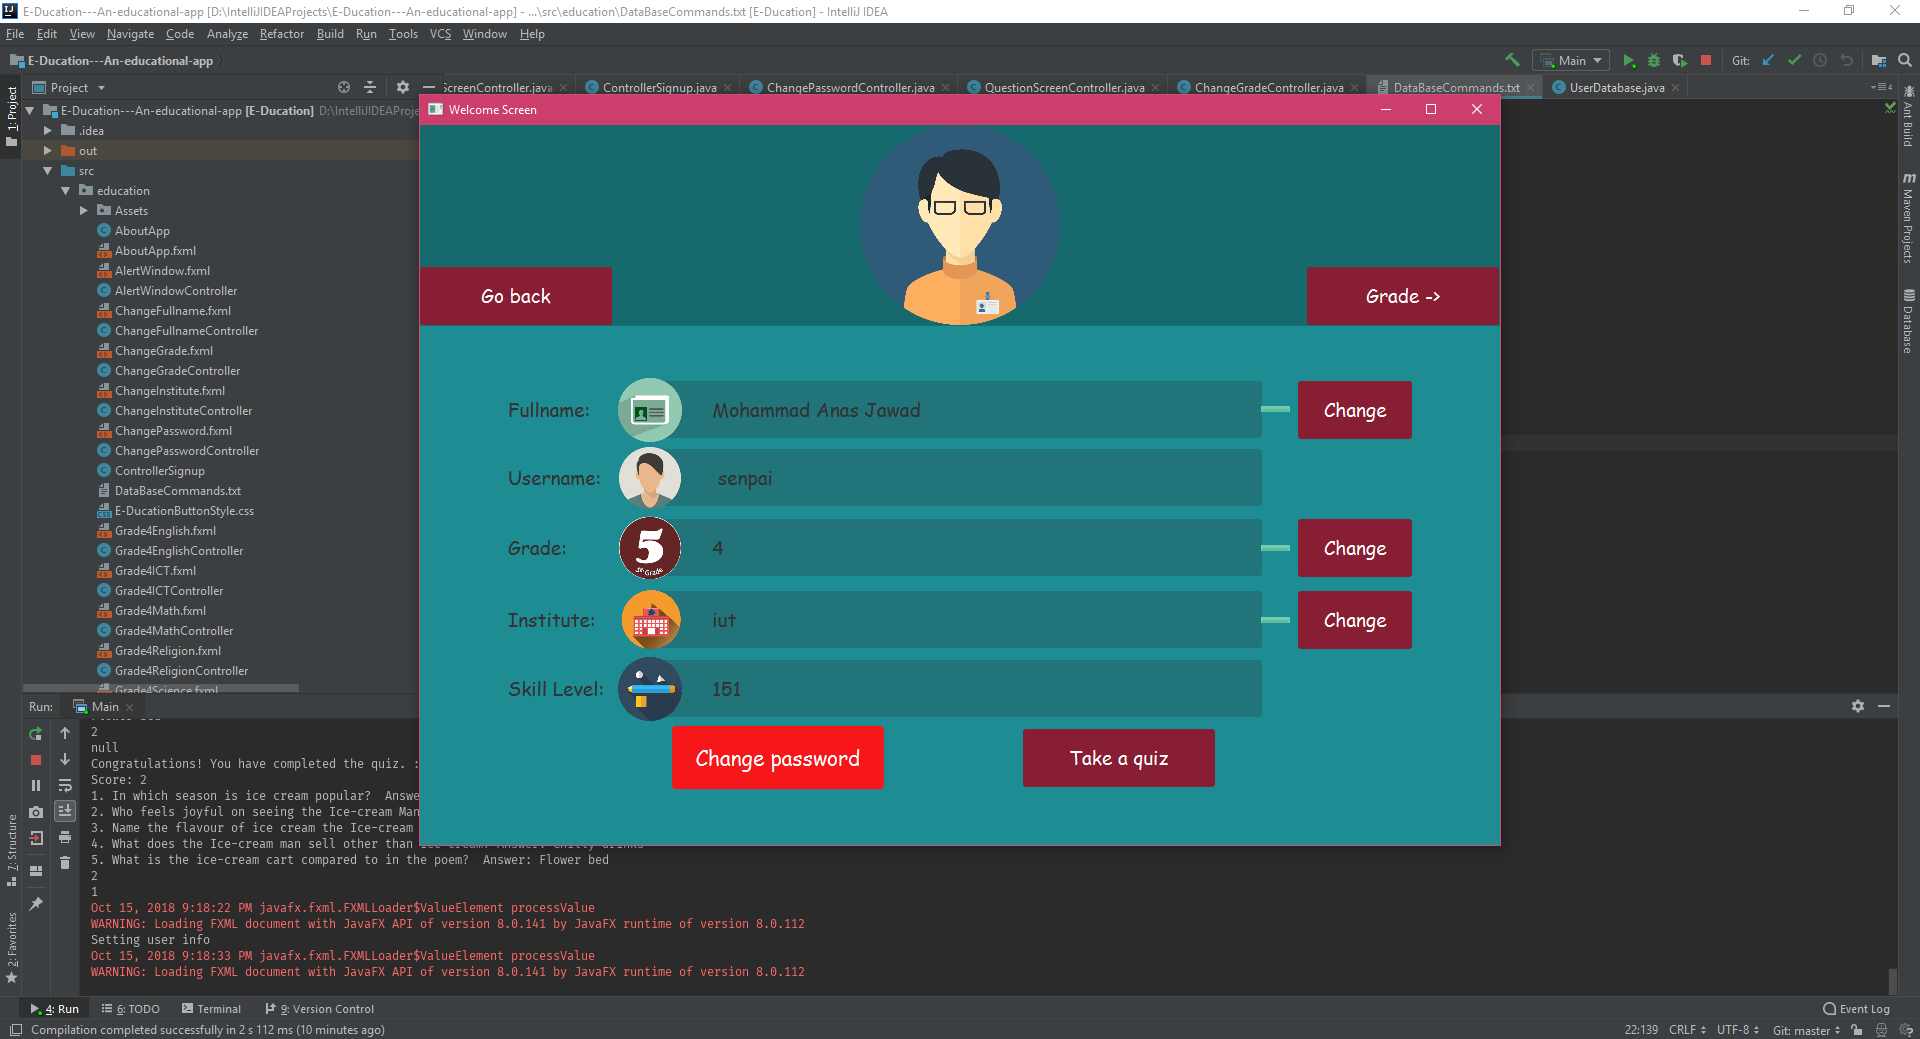 E-Ducation---An-educational-app [D:\IntelliJIDEAProjects\E-Ducation---An-educational-app] - ...\src\education\DataBaseCommands.txt [E-Ducation] - IntelliJ IDEA
File Edit View Navigate Code Analyze Refactor Build Run Tools VCS Window Help
E-Ducation---An-educational-app
Main
Git:
Project
ScreenController.java
ControllerSignup.java
ChangePasswordController.java
QuestionScreenController.java
ChangeGradeController.java
DataBaseCommands.txt
UserDatabase.java
1: Project
E-Ducation---An-educational-app [E-Ducation] D:\IntelliJIDEAProje
.idea
out
src
education
Assets
AboutApp
AboutApp.fxml
AlertWindow.fxml
AlertWindowController
ChangeFullname.fxml
ChangeFullnameController
ChangeGrade.fxml
ChangeGradeController
ChangeInstitute.fxml
ChangeInstituteController
ChangePassword.fxml
ChangePasswordController
ControllerSignup
DataBaseCommands.txt
E-DucationButtonStyle.css
Grade4English.fxml
Grade4EnglishController
Grade4ICT.fxml
Grade4ICTController
Grade4Math.fxml
Grade4MathController
Grade4Religion.fxml
Grade4ReligionController
Grade4Science.fxml
Welcome Screen
Go back
Grade ->
Fullname: Mohammad Anas Jawad Change
Username: senpai
Grade: 5 5th Grade 4 Change
Institute: iut Change
Skill Level: 151
Change password
Take a quiz
Ant Build
Maven Projects
Database
Run: Main
2
null
Congratulations! You have completed the quiz. :
Score: 2
1. In which season is ice cream popular? Answe
2. Who feels joyful on seeing the Ice-cream Man
3. Name the flavour of ice cream the Ice-cream
4. What does the Ice-cream man sell other than ice cream? Answer: Chilly drinks
5. What is the ice-cream cart compared to in the poem? Answer: Flower bed
2
1
Oct 15, 2018 9:18:22 PM javafx.fxml.FXMLLoader$ValueElement processValue
WARNING: Loading FXML document with JavaFX API of version 8.0.141 by JavaFX runtime of version 8.0.112
Setting user info
Oct 15, 2018 9:18:33 PM javafx.fxml.FXMLLoader$ValueElement processValue
WARNING: Loading FXML document with JavaFX API of version 8.0.141 by JavaFX runtime of version 8.0.112
7: Structure
2: Favorites
4: Run
6: TODO
Terminal
9: Version Control
Event Log
Compilation completed successfully in 2 s 112 ms (10 minutes ago)
22:139 CRLF UTF-8 Git: master